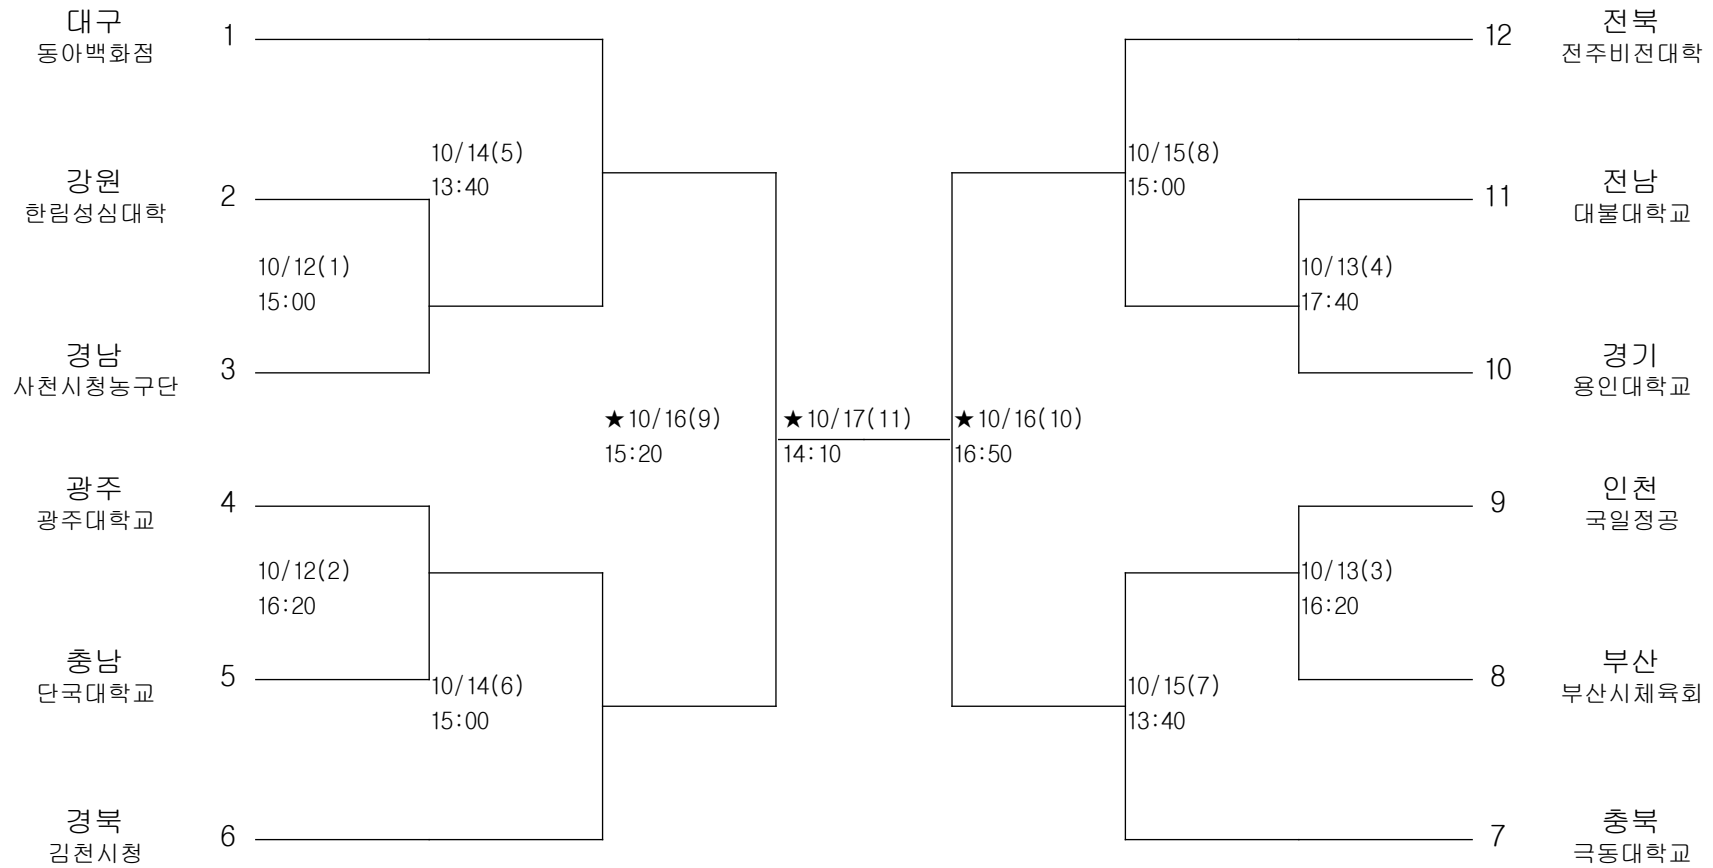 대구
동아백화점
1
강원
한림성심대학
2
10/14(5)
13:40
10/12(1)
15:00
경남
사천시청농구단
3
★10/16(9)
15:20
광주
광주대학교
4
10/12(2)
16:20
충남
단국대학교
5
10/14(6)
15:00
경북
김천시청
6
★10/17(11)
14:10
12
전북
전주비전대학
10/15(8)
15:00
11
전남
대불대학교
10/13(4)
17:40
10
경기
용인대학교
★10/16(10)
16:50
9
인천
국일정공
10/13(3)
16:20
8
부산
부산시체육회
10/15(7)
13:40
7
충북
극동대학교